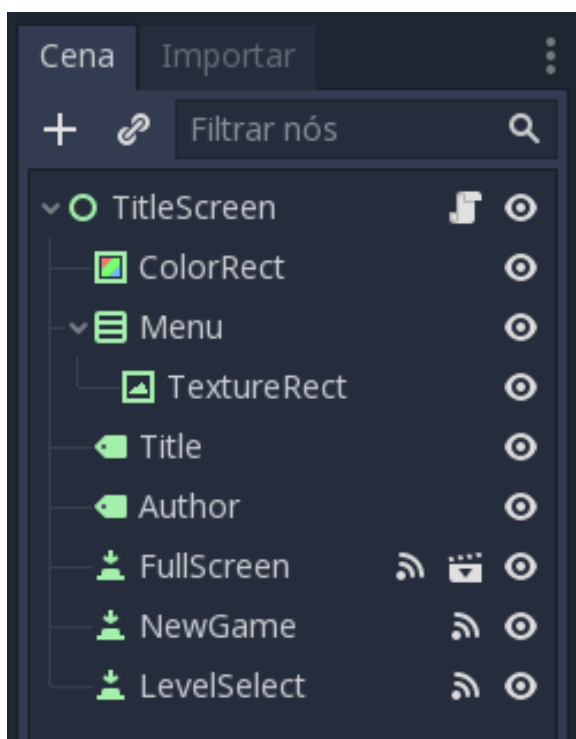 Cena Importar
Filtrar nós
TitleScreen
ColorRect
Menu
TextureRect
Title
Author
FullScreen
NewGame
LevelSelect